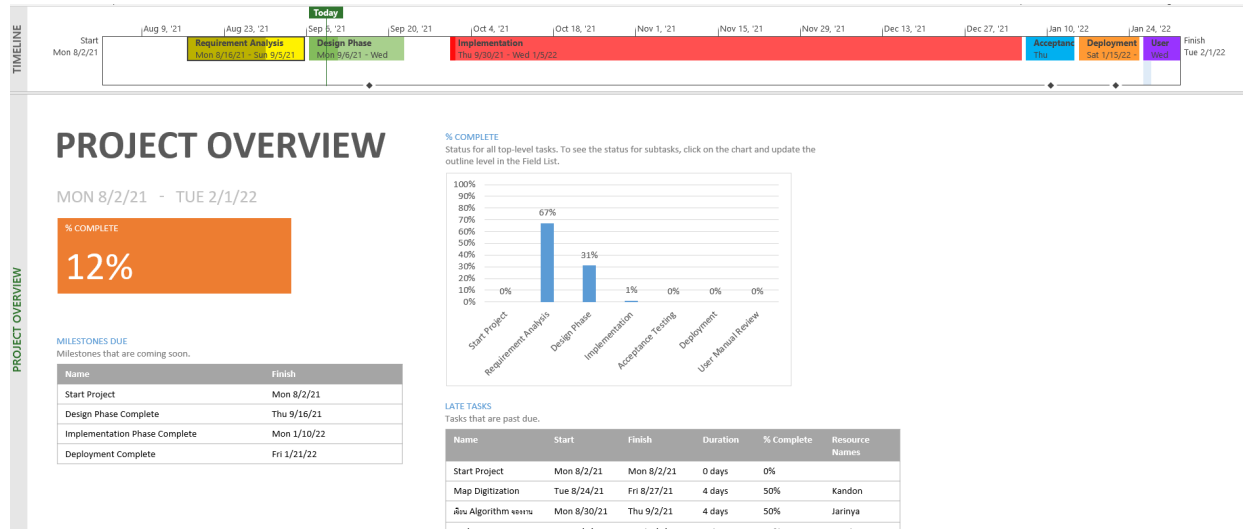 Today
Aug 9, '21
Aug 23, '21
Sep 6, '21
Sep 20, '21
Oct 4, '21
Oct 18, '21
Nov 1, '21
Nov 15, '21
Nov 29, '21
Dec 13, '21
Dec 27, '21
Jan 10, '22
Jan 24, '22
TIMELINE
Start
Mon 8/2/21
Requirement Analysis
Mon 8/16/21 - Sun 9/5/21
Design Phase
Mon 9/6/21 - Wed
Implementation
Thu 9/30/21 - Wed 1/5/22
Acceptanc
Thu
Deployment
Sat 1/15/22 -
User
Wed
Finish
Tue 2/1/22
PROJECT OVERVIEW
PROJECT OVERVIEW
MON 8/2/21 - TUE 2/1/22
% COMPLETE
12%
MILESTONES DUE
Milestones that are coming soon.
Name Finish
Start Project Mon 8/2/21
Design Phase Complete Thu 9/16/21
Implementation Phase Complete Mon 1/10/22
Deployment Complete Fri 1/21/22
% COMPLETE
Status for all top-level tasks. To see the status for subtasks, click on the chart and update the
outline level in the Field List.
100%
90%
80%
70%
60%
50%
40%
30%
20%
10%
0%
0%
67%
31%
1%
0%
0%
0%
Start Project
Requirement Analysis
Design Phase
Implementation
Acceptance Testing
Deployment
User Manual Review
LATE TASKS
Tasks that are past due.
Name Start Finish Duration % Complete Resource
Names
Start Project Mon 8/2/21 Mon 8/2/21 0 days 0%
Map Digitization Tue 8/24/21 Fri 8/27/21 4 days 50% Kandon
Algorithm ของงาน Mon 8/30/21 Thu 9/2/21 4 days 50% Jarinya